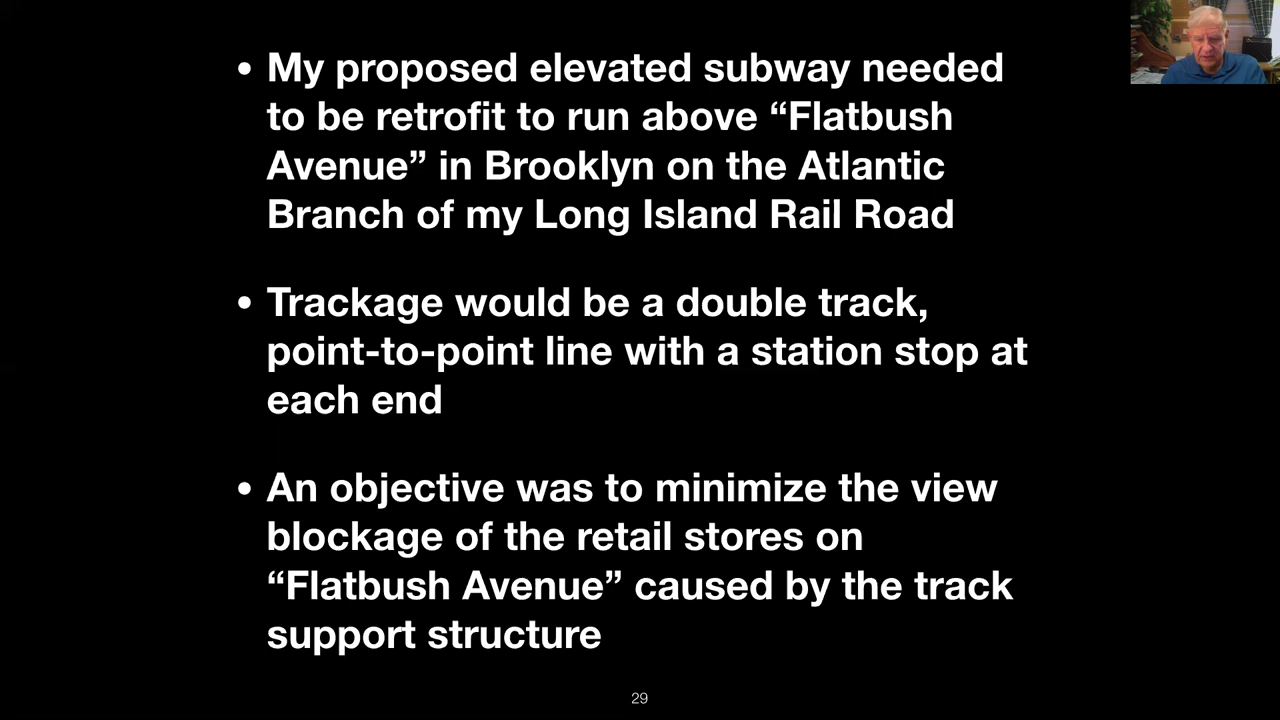 • My proposed elevated subway needed
to be retrofit to run above “Flatbush
Avenue” in Brooklyn on the Atlantic
Branch of my Long Island Rail Road
• Trackage would be a double track,
point-to-point line with a station stop at
each end
• An objective was to minimize the view
blockage of the retail stores on
“Flatbush Avenue” caused by the track
support structure
29